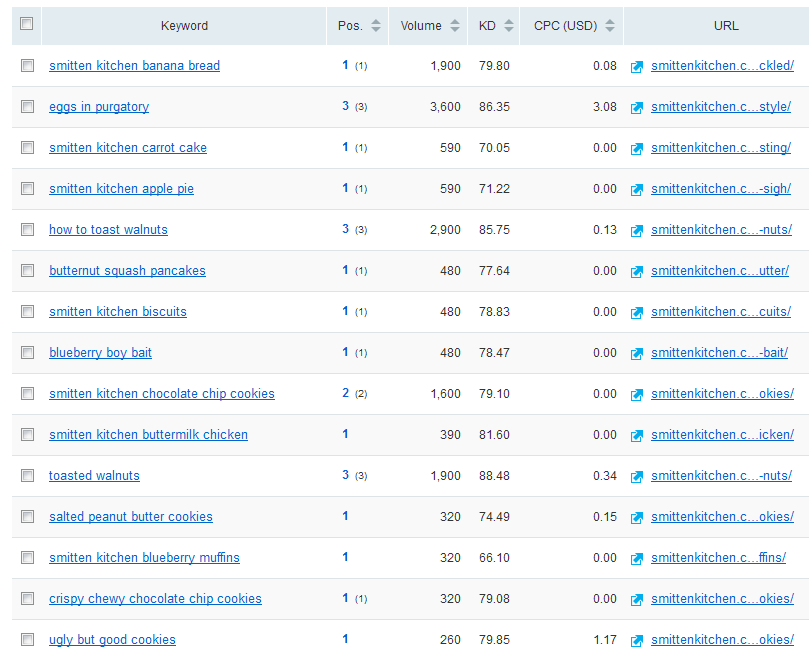 Keyword Pos. Volume KD CPC (USD) URL
smitten kitchen banana bread 1 (1) 1,900 79.80 0.08 smittenkitchen.c...ckled/
eggs in purgatory 3 (3) 3,600 86.35 3.08 smittenkitchen.c...style/
smitten kitchen carrot cake 1 (1) 590 70.05 0.00 smittenkitchen.c...sting/
smitten kitchen apple pie 1 (1) 590 71.22 0.00 smittenkitchen.c...-sigh/
how to toast walnuts 3 (3) 2,900 85.75 0.13 smittenkitchen.c...-nuts/
butternut squash pancakes 1 (1) 480 77.64 0.00 smittenkitchen.c...utter/
smitten kitchen biscuits 1 (1) 480 78.83 0.00 smittenkitchen.c...cuits/
blueberry boy bait 1 (1) 480 78.47 0.00 smittenkitchen.c...-bait/
smitten kitchen chocolate chip cookies 2 (2) 1,600 79.10 0.00 smittenkitchen.c...okies/
smitten kitchen buttermilk chicken 1 390 81.60 0.00 smittenkitchen.c...icken/
toasted walnuts 3 (3) 1,900 88.48 0.34 smittenkitchen.c...-nuts/
salted peanut butter cookies 1 320 74.49 0.15 smittenkitchen.c...okies/
smitten kitchen blueberry muffins 1 320 66.10 0.00 smittenkitchen.c...ffins/
crispy chewy chocolate chip cookies 1 (1) 320 79.08 0.00 smittenkitchen.c...okies/
ugly but good cookies 1 260 79.85 1.17 smittenkitchen.c...okies/